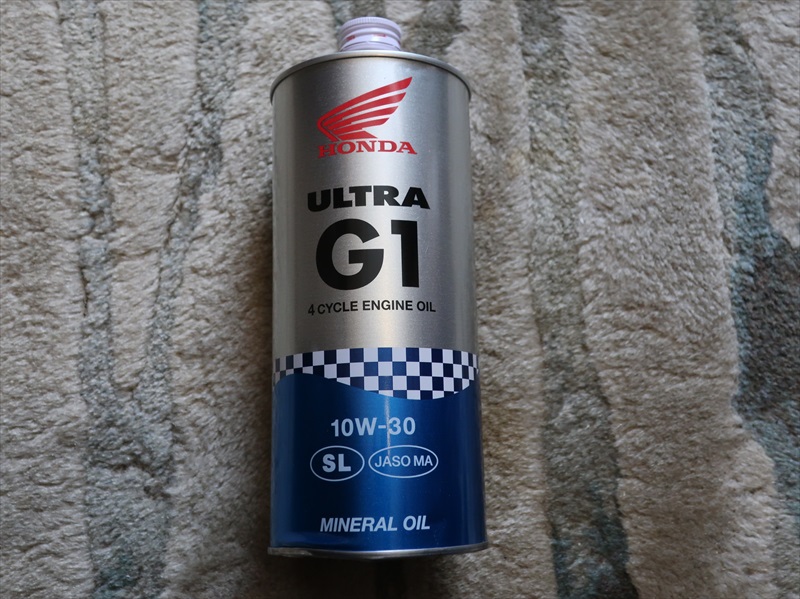 HONDA
ULTRA
G1
4 CYCLE ENGINE OIL
10W-30
SL JASO MA
MINERAL OIL